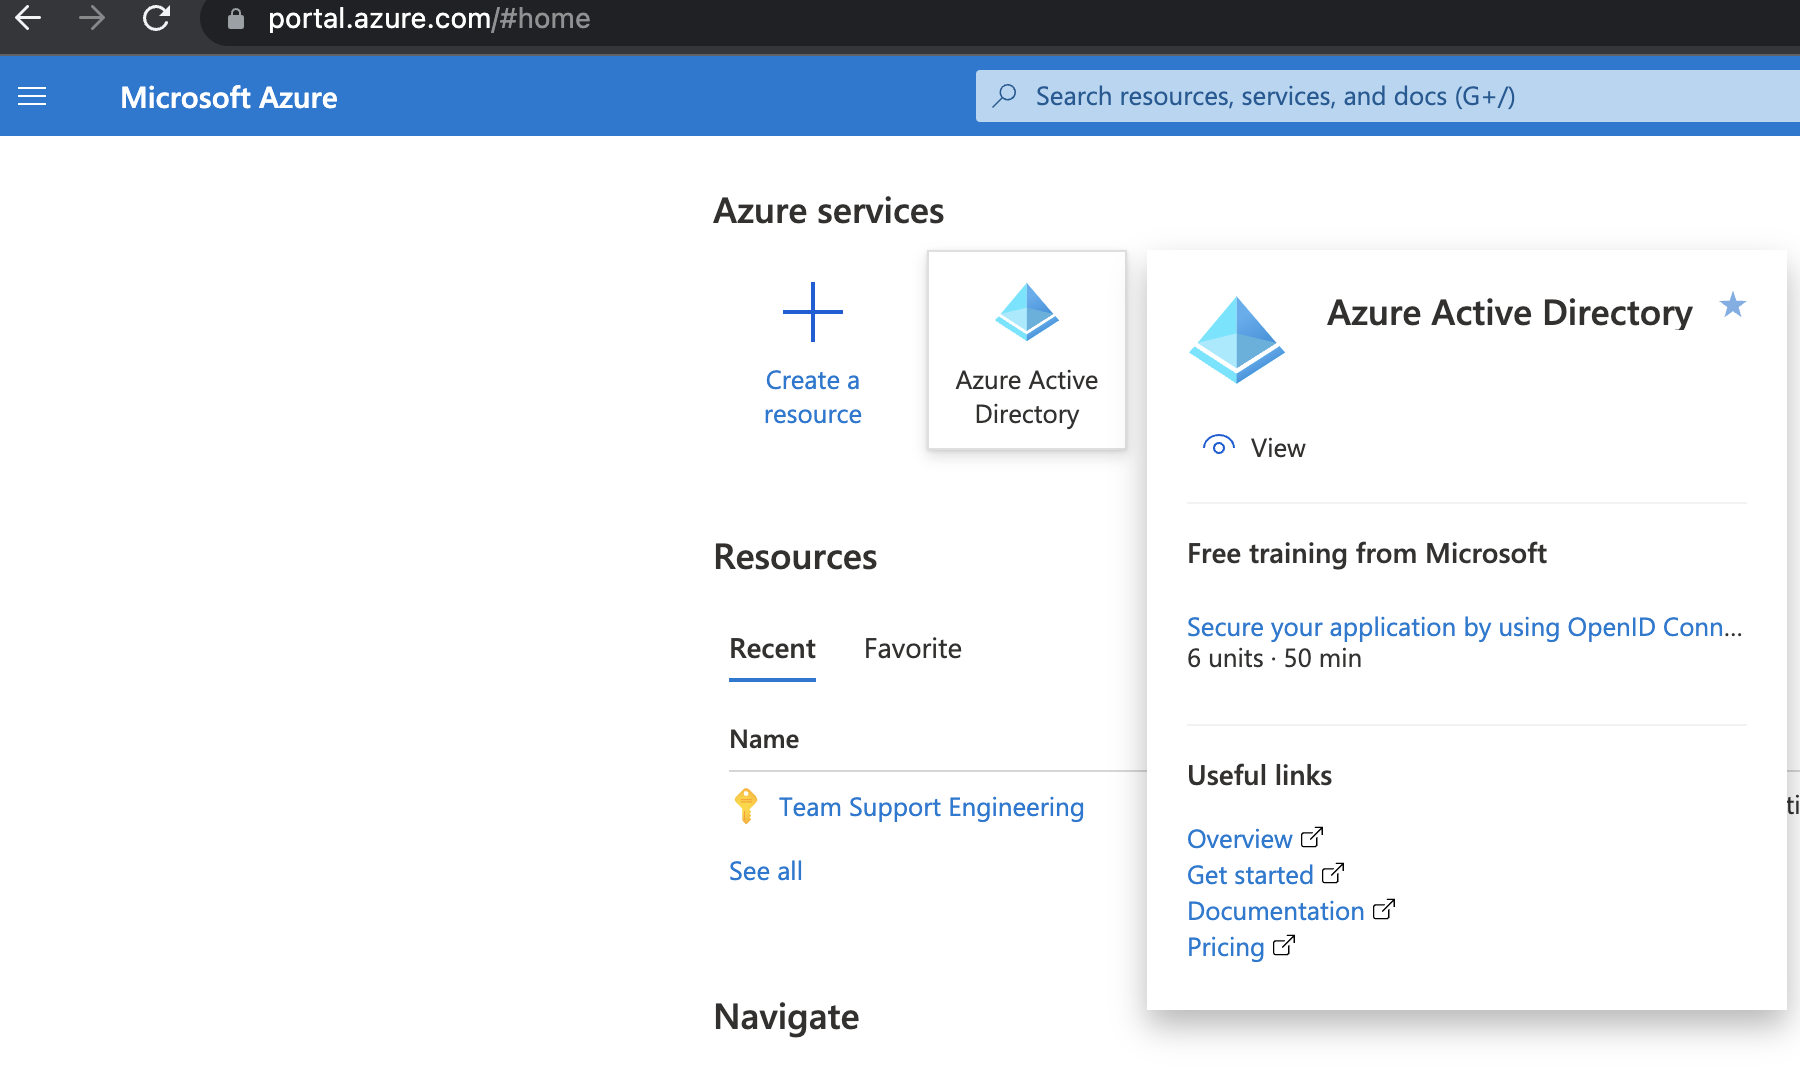 portal.azure.com/#home
Microsoft Azure
Search resources, services, and docs (G+/)
Azure services
Create a
resource
Azure Active
Directory
Azure Active Directory
View
Free training from Microsoft
Secure your application by using OpenID Conn...
6 units · 50 min
Useful links
Overview
Get started
Documentation
Pricing
Resources
Recent
Favorite
Name
Team Support Engineering
See all
Navigate